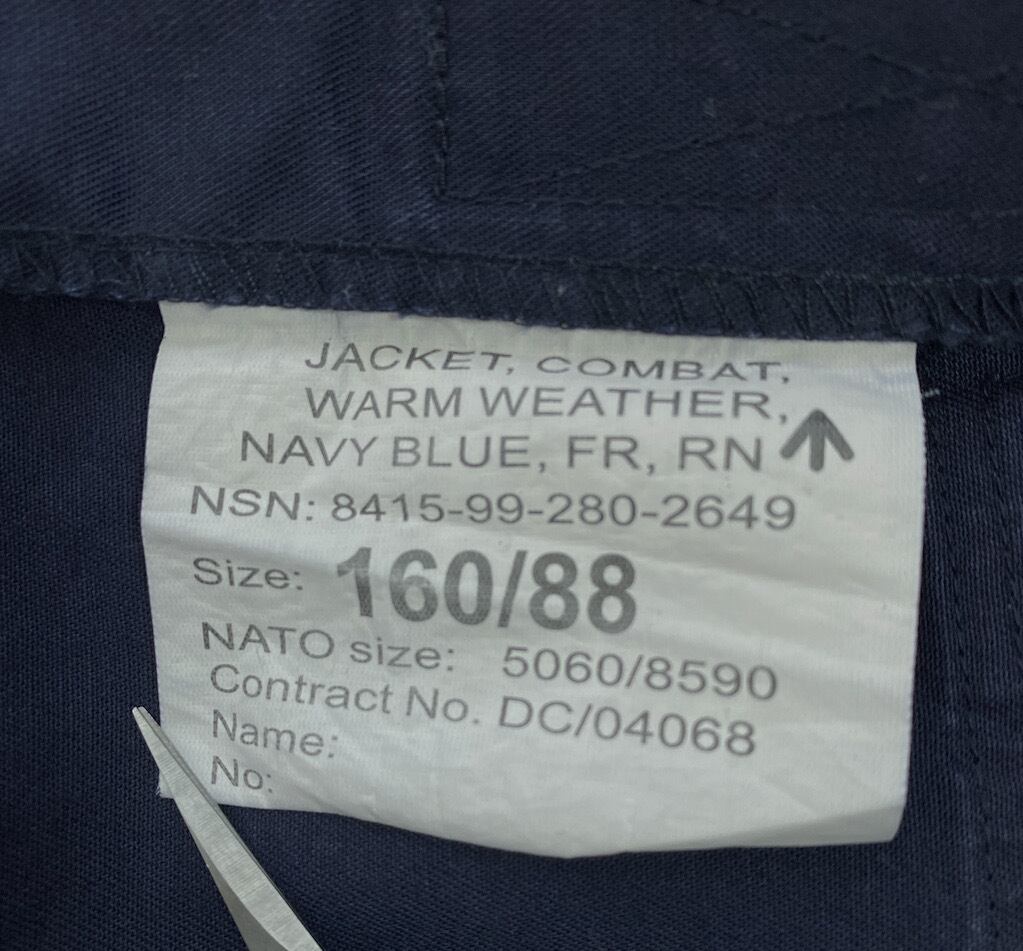 JACKET, COMBAT,
WARM WEATHER,
NAVY BLUE, FR, RN
NSN: 8415-99-280-2649
Size: 160/88
NATO size: 5060/8590
Contract No. DC/04068
Name:
No: